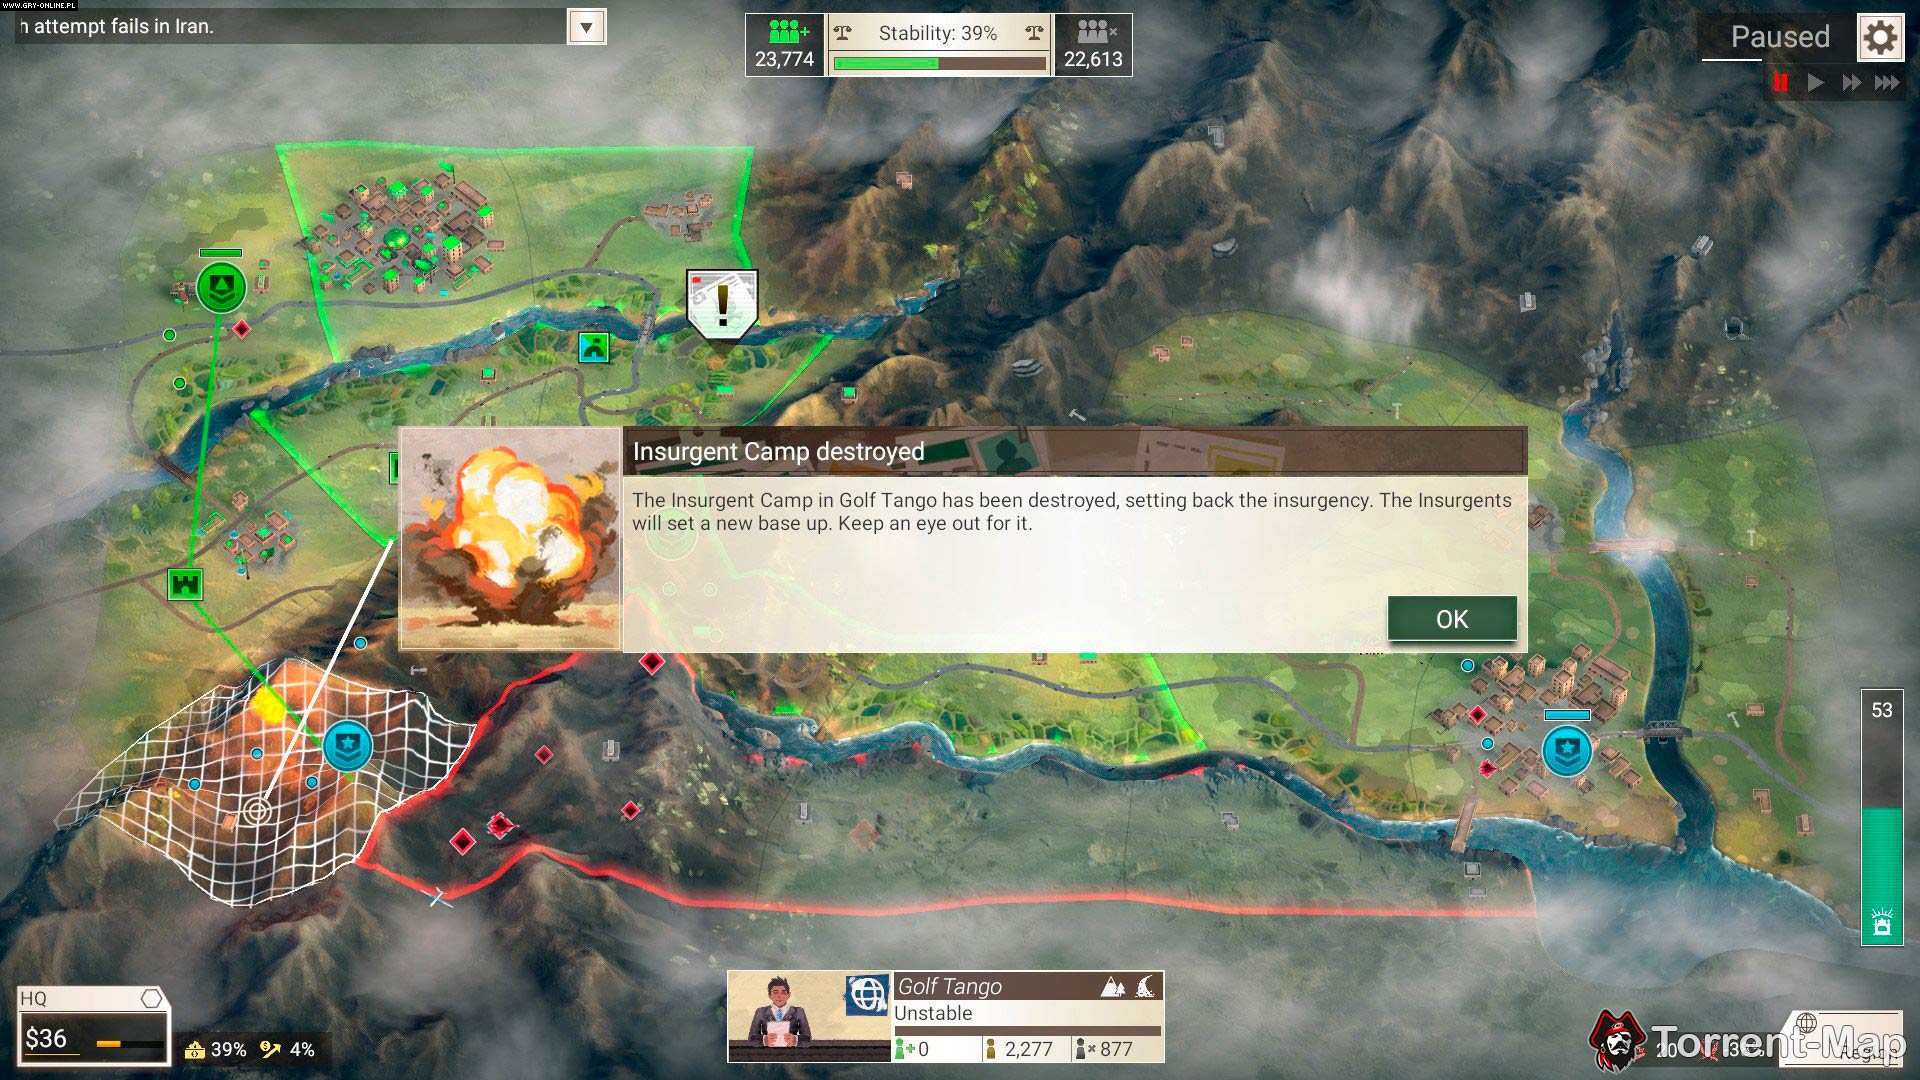 WWW.GRY-ONLINE.PL
h attempt fails in Iran.
23,774
Stability: 39%
22,613
Paused
Insurgent Camp destroyed
The Insurgent Camp in Golf Tango has been destroyed, setting back the insurgency. The Insurgents
will set a new base up. Keep an eye out for it.
OK
53
HQ
$36
39%
4%
Golf Tango
Unstable
+0
2,277
877
20
Torrent-Map
Region